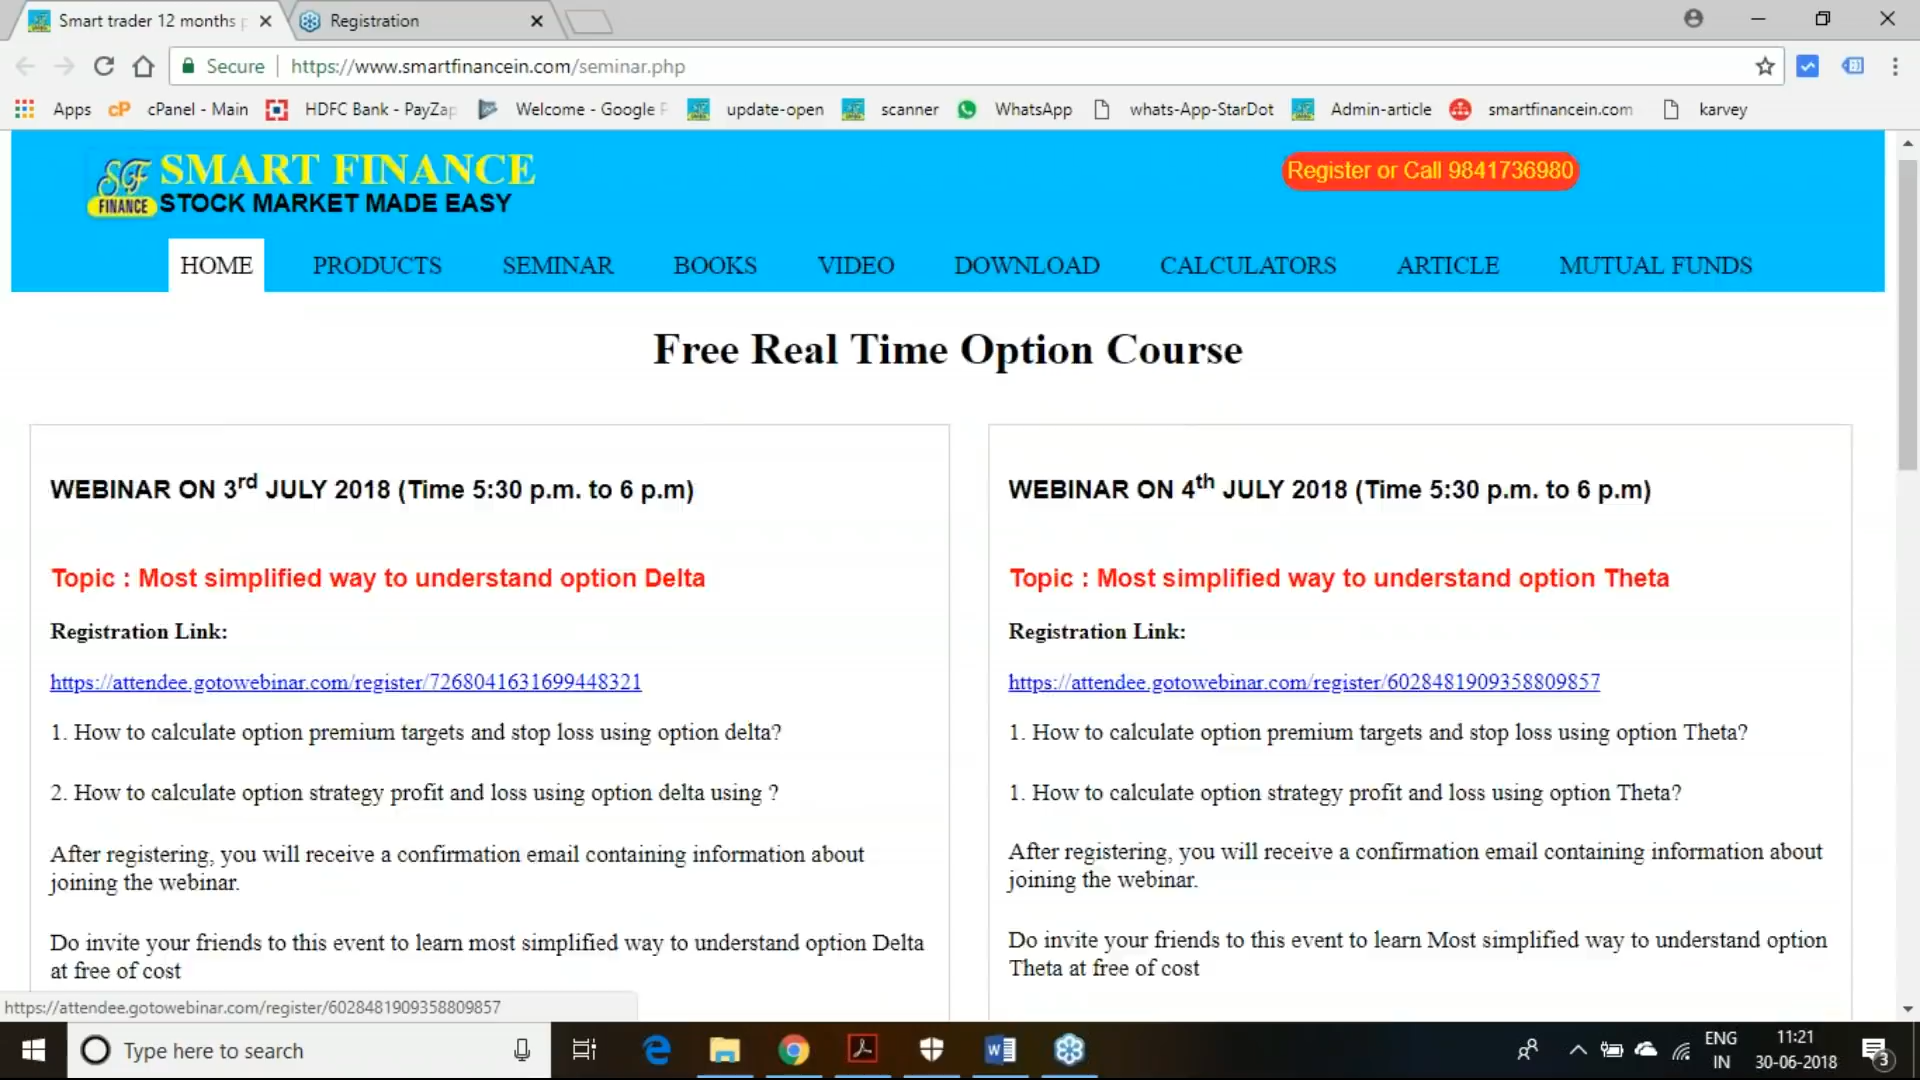 Smart trader 12 months
Registration
Secure
https://www.smartfinancein.com/seminar.php
Apps
cPanel - Main
HDFC Bank - PayZap
Welcome - Google
update-open
scanner
WhatsApp
whats-App-StarDot
Admin-article
smartfinancein.com
karvey
SF
FINANCE
SMART FINANCE
STOCK MARKET MADE EASY
Register or Call 9841736980
HOME
PRODUCTS
SEMINAR
BOOKS
VIDEO
DOWNLOAD
CALCULATORS
ARTICLE
MUTUAL FUNDS
Free Real Time Option Course
WEBINAR ON 3rd JULY 2018 (Time 5:30 p.m. to 6 p.m)
Topic : Most simplified way to understand option Delta
Registration Link:
https://attendee.gotowebinar.com/register/7268041631699448321
1. How to calculate option premium targets and stop loss using option delta?
2. How to calculate option strategy profit and loss using option delta using ?
After registering, you will receive a confirmation email containing information about
joining the webinar.
Do invite your friends to this event to learn most simplified way to understand option Delta
at free of cost
WEBINAR ON 4th JULY 2018 (Time 5:30 p.m. to 6 p.m)
Topic : Most simplified way to understand option Theta
Registration Link:
https://attendee.gotowebinar.com/register/6028481909358809857
1. How to calculate option premium targets and stop loss using option Theta?
1. How to calculate option strategy profit and loss using option Theta?
After registering, you will receive a confirmation email containing information about
joining the webinar.
Do invite your friends to this event to learn Most simplified way to understand option
Theta at free of cost
https://attendee.gotowebinar.com/register/6028481909358809857
Type here to search
ENG
IN
11:21
30-06-2018
3